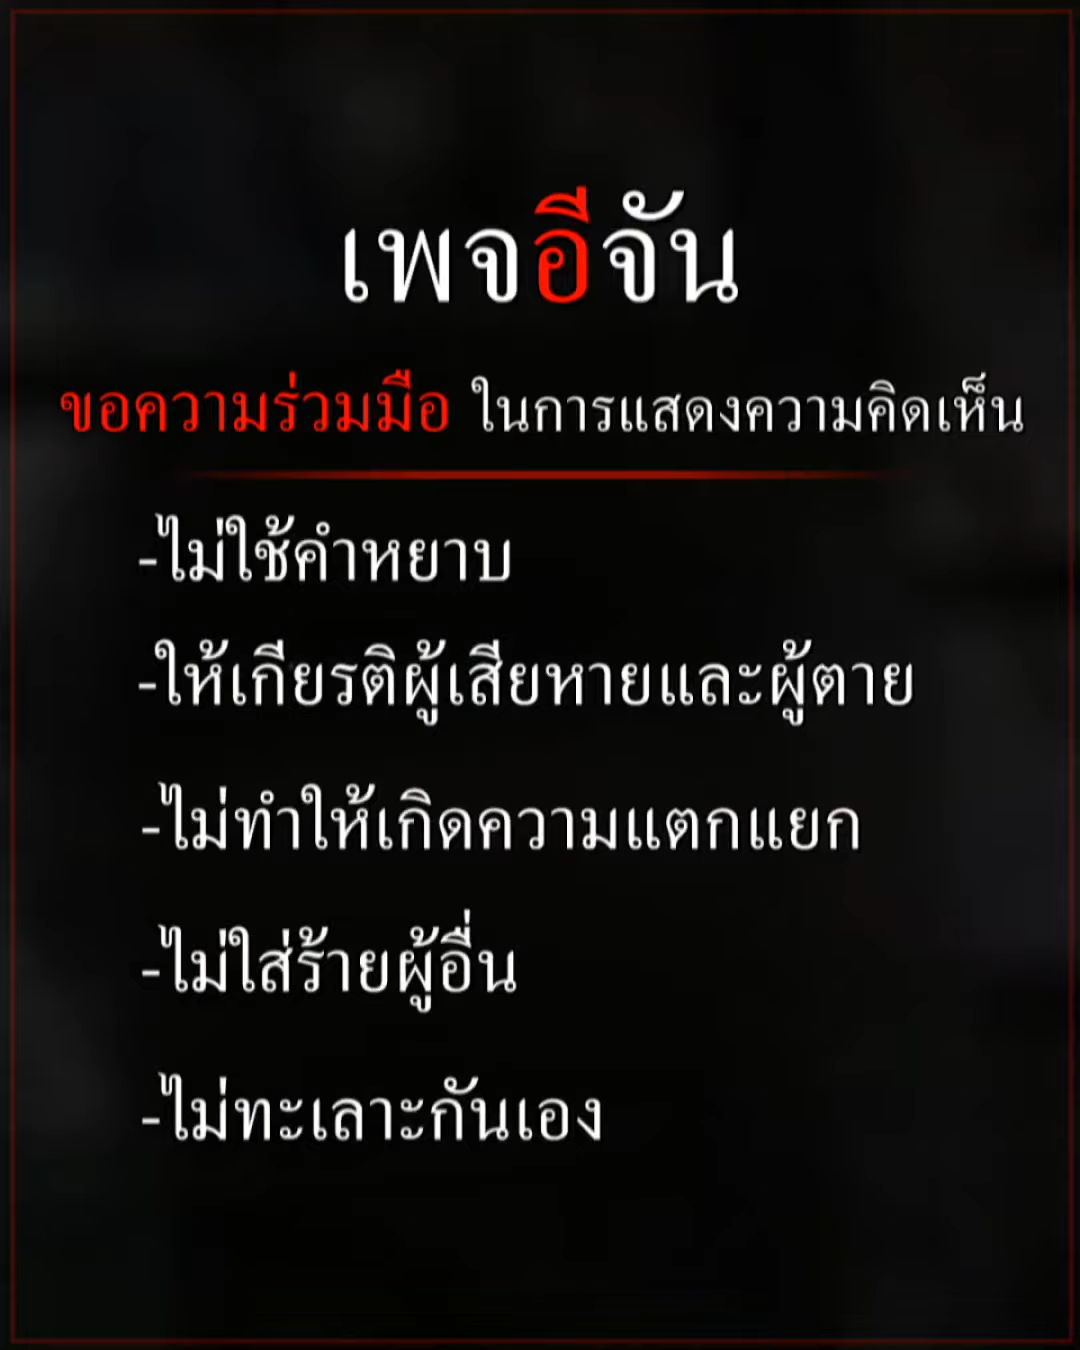 เพจอีจัน
ขอความร่วมมือ ในการแสดงความคิดเห็น
-ไม่ใช้คำหยาบ
-ให้เกียรติผู้เสียหายและผู้ตาย
-ไม่ทำให้เกิดความแตกแยก
-ไม่ใส่ร้ายผู้อื่น
-ไม่ทะเลาะกันเอง